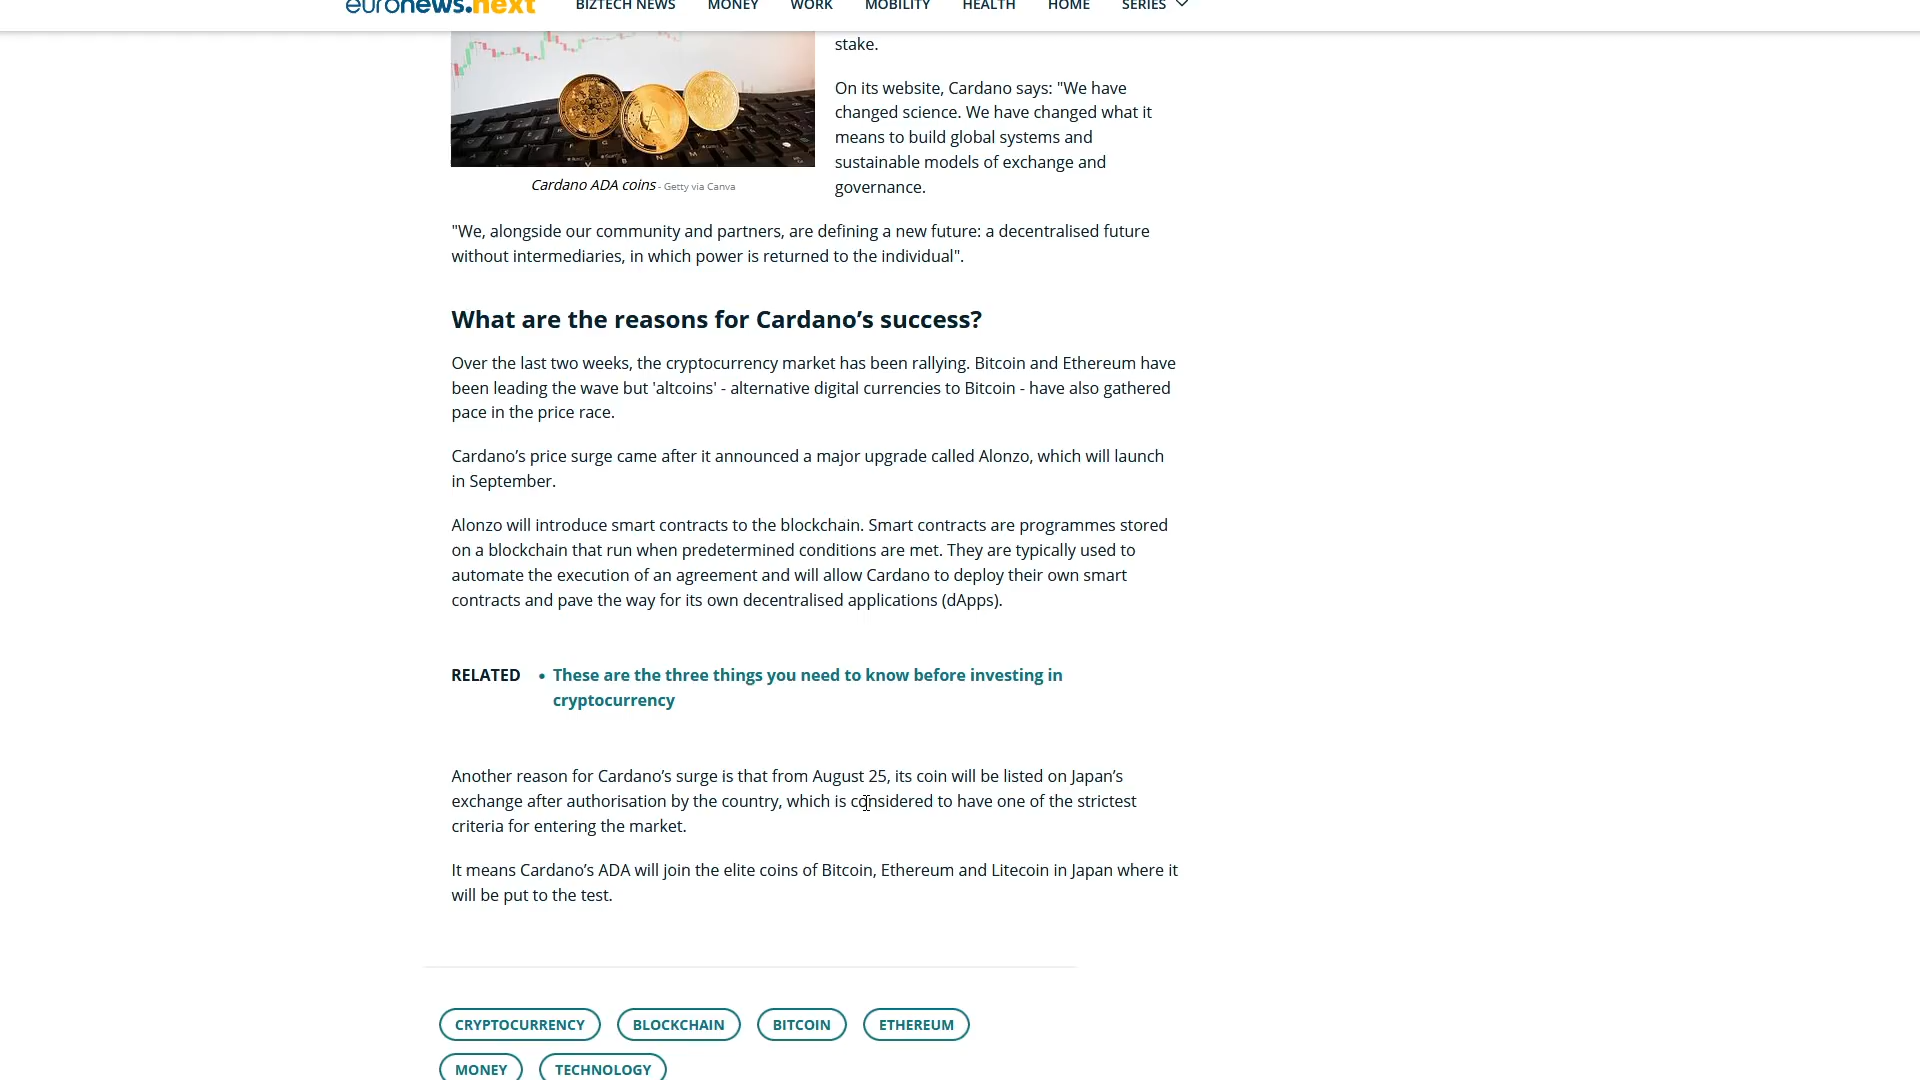 euronews.next BIZTECH NEWS MONEY WORK MOBILITY HEALTH HOME SERIES
stake.
On its website, Cardano says: "We have
changed science. We have changed what it
means to build global systems and
sustainable models of exchange and
governance.
Cardano ADA coins - Getty via Canva
"We, alongside our community and partners, are defining a new future: a decentralised future
without intermediaries, in which power is returned to the individual".
What are the reasons for Cardano’s success?
Over the last two weeks, the cryptocurrency market has been rallying. Bitcoin and Ethereum have
been leading the wave but 'altcoins' - alternative digital currencies to Bitcoin - have also gathered
pace in the price race.
Cardano’s price surge came after it announced a major upgrade called Alonzo, which will launch
in September.
Alonzo will introduce smart contracts to the blockchain. Smart contracts are programmes stored
on a blockchain that run when predetermined conditions are met. They are typically used to
automate the execution of an agreement and will allow Cardano to deploy their own smart
contracts and pave the way for its own decentralised applications (dApps).
RELATED • These are the three things you need to know before investing in
cryptocurrency
Another reason for Cardano’s surge is that from August 25, its coin will be listed on Japan’s
exchange after authorisation by the country, which is considered to have one of the strictest
criteria for entering the market.
It means Cardano’s ADA will join the elite coins of Bitcoin, Ethereum and Litecoin in Japan where it
will be put to the test.
CRYPTOCURRENCY BLOCKCHAIN BITCOIN ETHEREUM
MONEY TECHNOLOGY